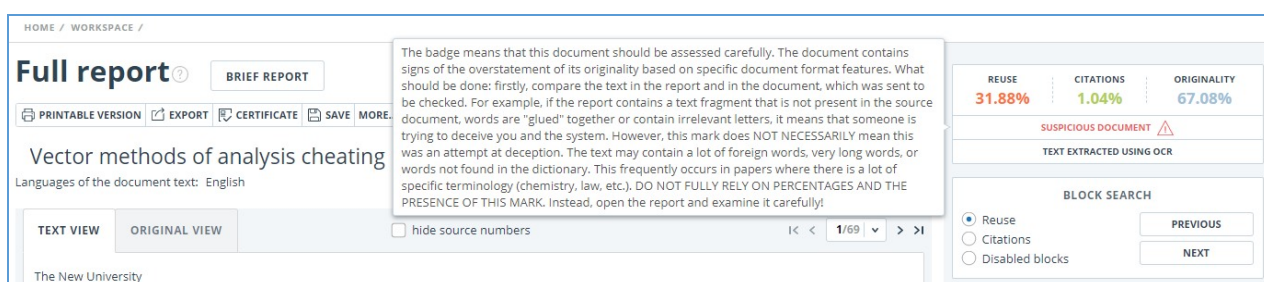 HOME / WORKSPACE /
Full report
BRIEF REPORT
PRINTABLE VERSION EXPORT CERTIFICATE SAVE MORE..
Vector methods of analysis cheating
Languages of the document text: English
The badge means that this document should be assessed carefully. The document contains
signs of the overstatement of its originality based on specific document format features. What
should be done: firstly, compare the text in the report and in the document, which was sent to
be checked. For example, if the report contains a text fragment that is not present in the source
document, words are "glued" together or contain irrelevant letters, it means that someone is
trying to deceive you and the system. However, this mark does NOT NECESSARILY mean this
was an attempt at deception. The text may contain a lot of foreign words, very long words, or
words not found in the dictionary. This frequently occurs in papers where there is a lot of
specific terminology (chemistry, law, etc.). DO NOT FULLY RELY ON PERCENTAGES AND THE
PRESENCE OF THIS MARK. Instead, open the report and examine it carefully!
REUSE CITATIONS ORIGINALITY
31.88% 1.04% 67.08%
SUSPICIOUS DOCUMENT
TEXT EXTRACTED USING OCR
TEXT VIEW ORIGINAL VIEW
hide source numbers
1/69
BLOCK SEARCH
Reuse
Citations
Disabled blocks
PREVIOUS
NEXT
The New University